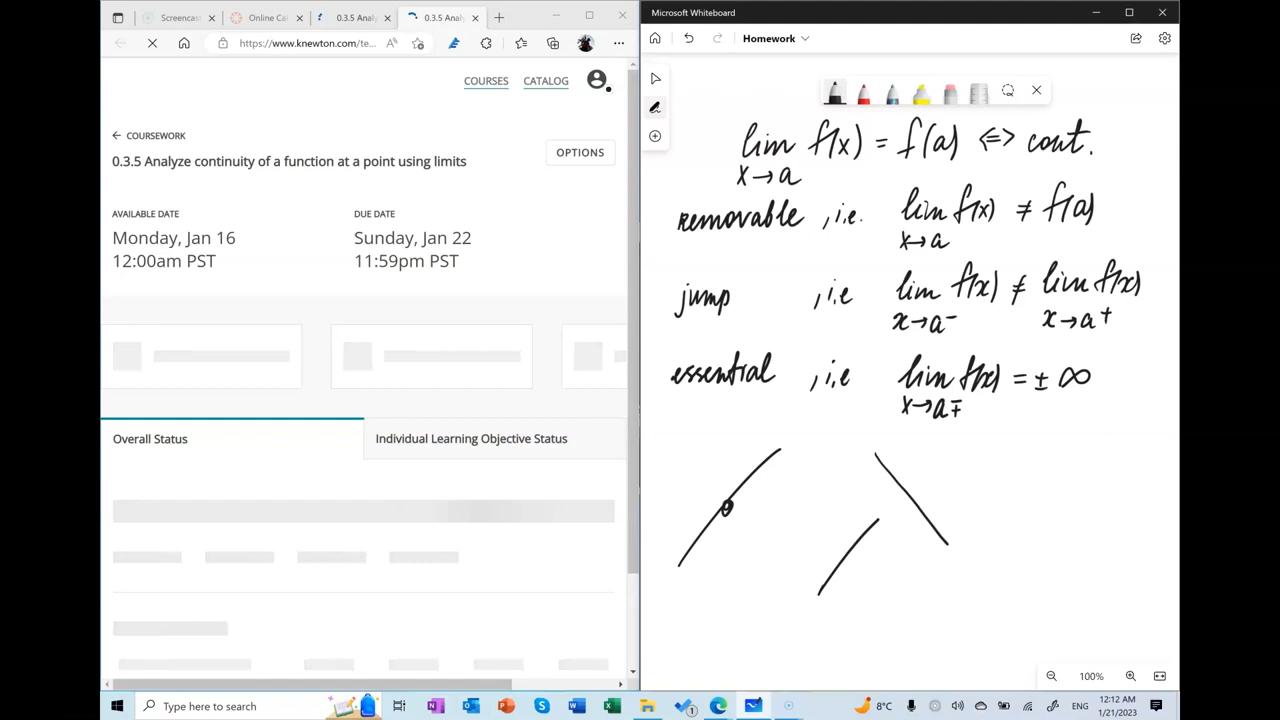 Screencast
Online Cal
0.3.5 Analy
0.3.5 Analy
https://www.knewton.com/te...
COURSES CATALOG
COURSEWORK
0.3.5 Analyze continuity of a function at a point using limits
OPTIONS
AVAILABLE DATE DUE DATE
Monday, Jan 16 Sunday, Jan 22
12:00am PST 11:59pm PST
Overall Status Individual Learning Objective Status
Microsoft Whiteboard
Homework
lim f(x) = f(a) <=> cont.
x→a
removable , i.e. lim f(x) ≠ f(a)
x→a
jump , i.e lim f(x) ≠ lim f(x)
x→a⁻ x→a⁺
essential , i.e lim f(x) = ± ∞
x→a∓
100%
Type here to search
8°C
12:12 AM
1/21/2023